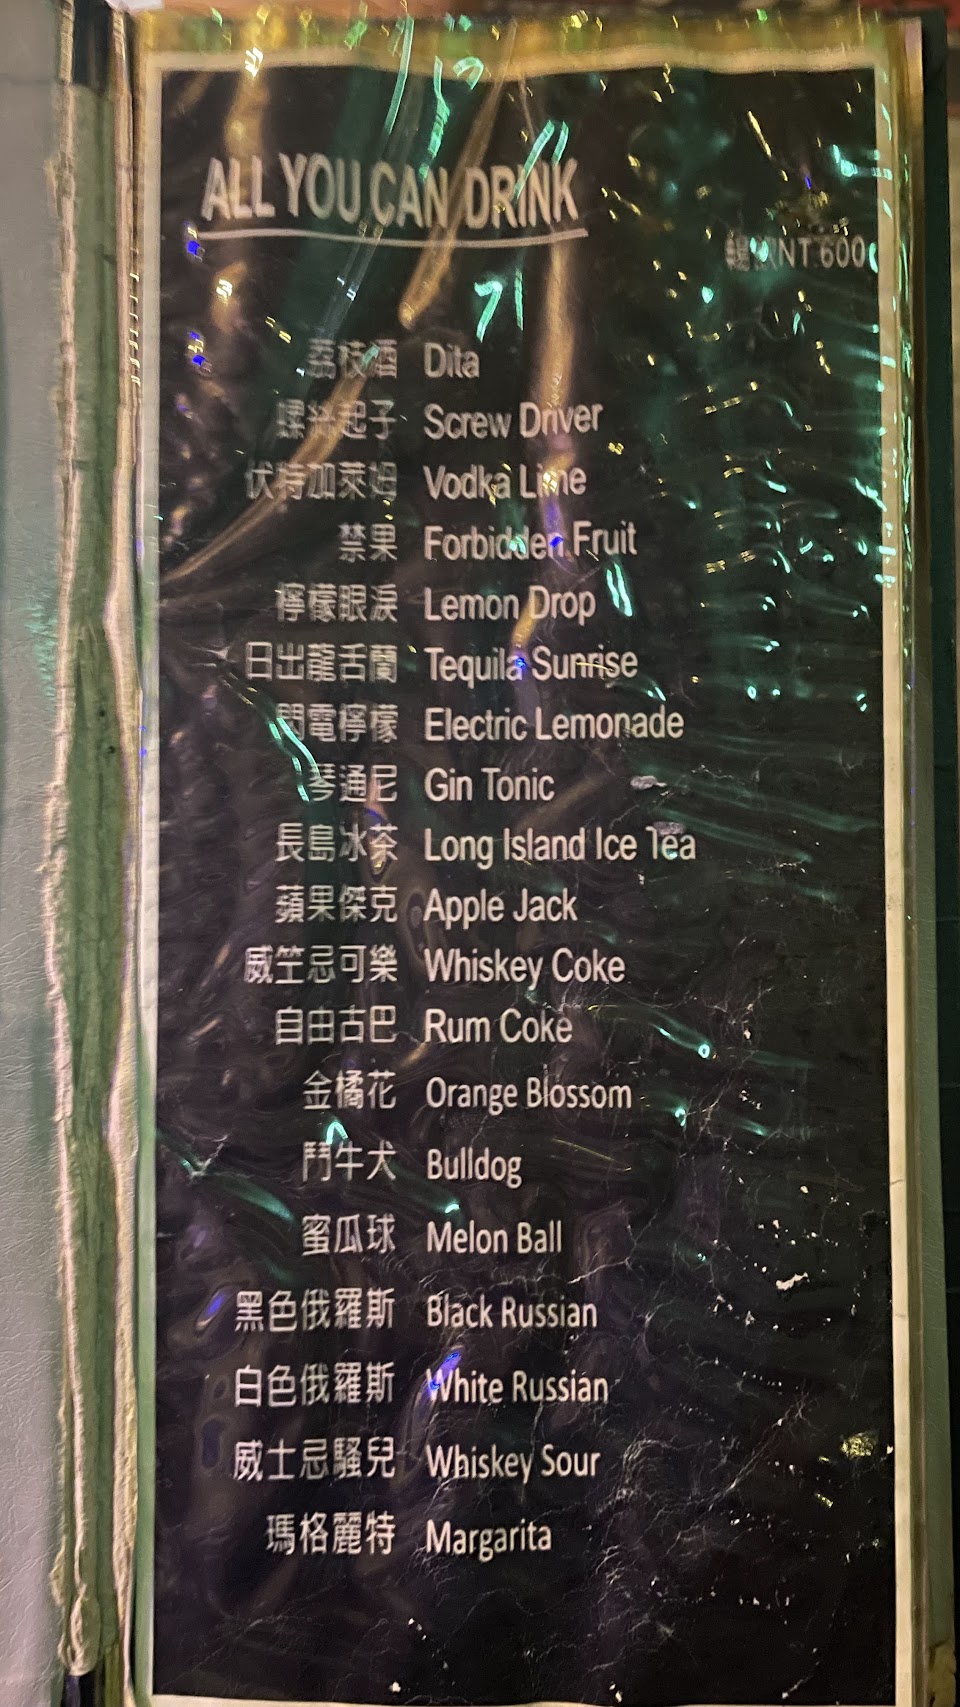 ALL YOU CAN DRINK
暢飲NT.600
荔枝酒 Dita
螺絲起子 Screw Driver
伏特加萊姆 Vodka Lime
禁果 Forbidden Fruit
檸檬眼淚 Lemon Drop
日出龍舌蘭 Tequila Sunrise
閃電檸檬 Electric Lemonade
琴通尼 Gin Tonic
長島冰茶 Long Island Ice Tea
蘋果傑克 Apple Jack
威笁忌可樂 Whiskey Coke
自由古巴 Rum Coke
金橘花 Orange Blossom
鬥牛犬 Bulldog
蜜瓜球 Melon Ball
黑色俄羅斯 Black Russian
白色俄羅斯 White Russian
威士忌騷兒 Whiskey Sour
瑪格麗特 Margarita